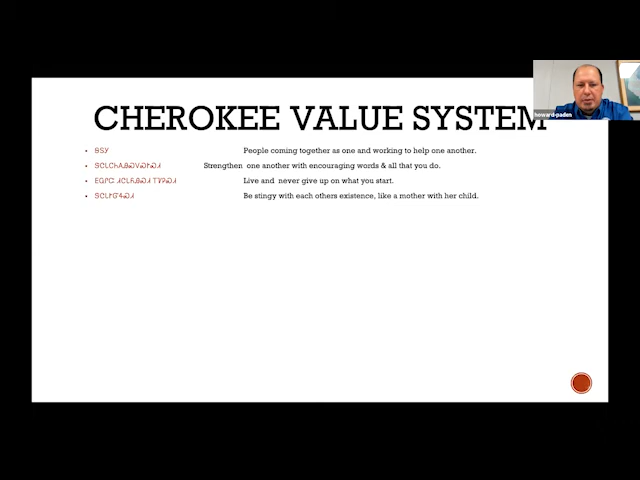 CHEROKEE VALUE SYSTEM
howard-paden
ᏰᏚᎩ People coming together as one and working to help one another.
Strengthen one another with encouraging words & all that you do.
Live and never give up on what you start.
Be stingy with each others existence, like a mother with her child.